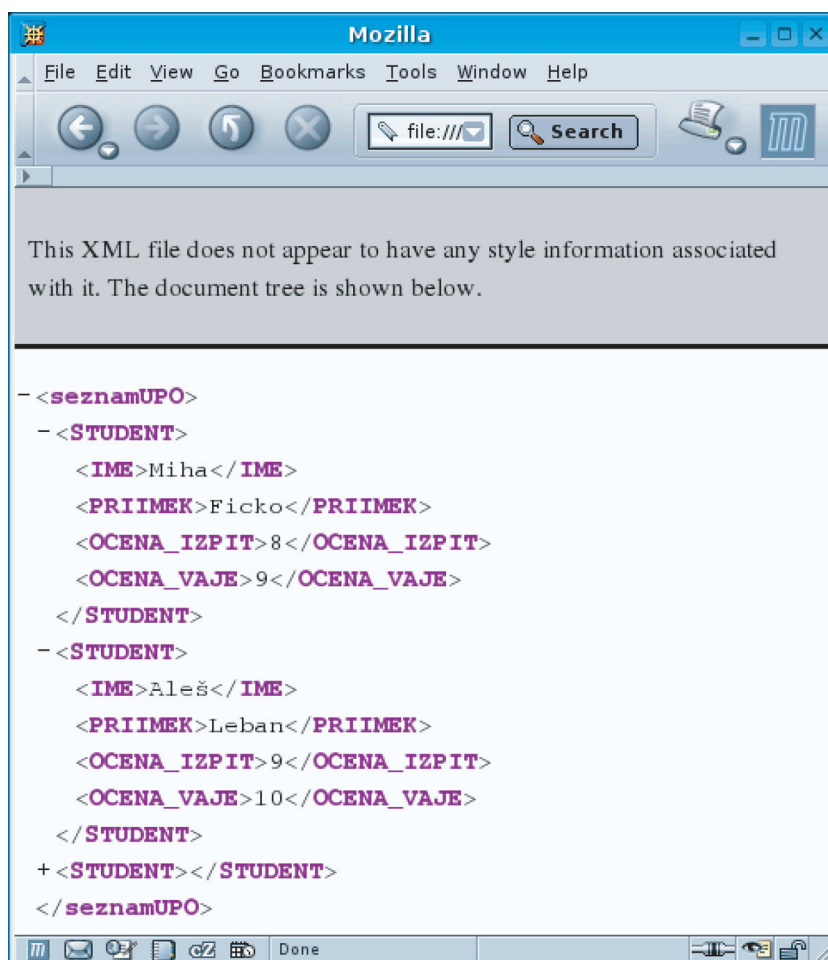 Mozilla
File Edit View Go Bookmarks Tools Window Help
file:/// Search
This XML file does not appear to have any style information associated
with it. The document tree is shown below.
- <seznamUPO>
- <STUDENT>
<IME>Miha</IME>
<PRIIMEK>Ficko</PRIIMEK>
<OCENA_IZPIT>8</OCENA_IZPIT>
<OCENA_VAJE>9</OCENA_VAJE>
</STUDENT>
- <STUDENT>
<IME>Aleš</IME>
<PRIIMEK>Leban</PRIIMEK>
<OCENA_IZPIT>9</OCENA_IZPIT>
<OCENA_VAJE>10</OCENA_VAJE>
</STUDENT>
+ <STUDENT></STUDENT>
</seznamUPO>
Done